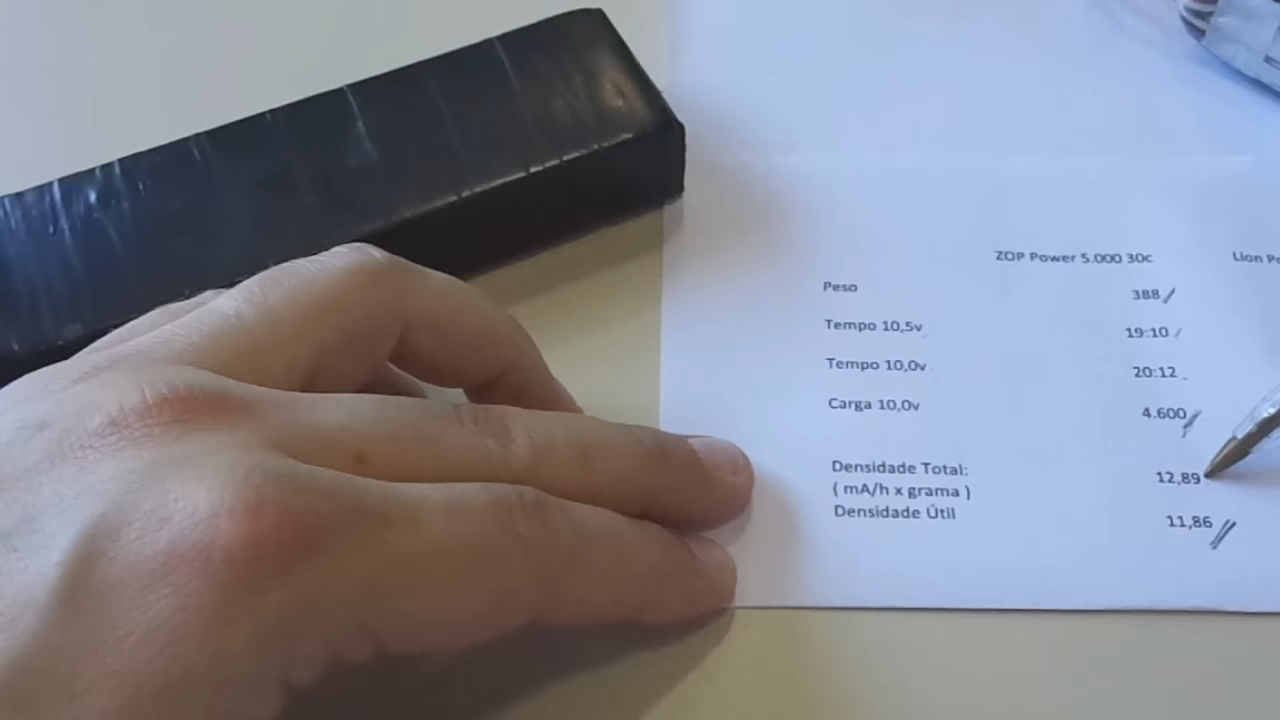 ZOP Power 5.000 30c Lion
Peso 388
Tempo 10,5v 19:10
Tempo 10,0v 20:12
Carga 10,0v 4.600
Densidade Total: 12,89
( mA/h x grama )
Densidade Útil 11,86